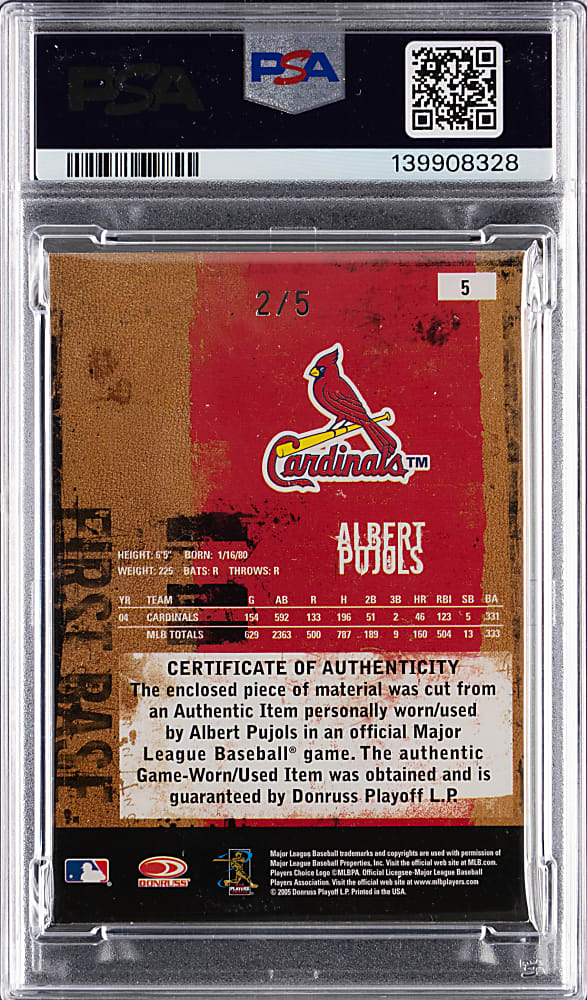 PSA
PSA
139908328
5
2/5
Cardinals TM
ALBERT
PUJOLS
HEIGHT: 6'5" BORN: 1/16/80
WEIGHT: 225 BATS: R THROWS: R
FIRST BASE
YR TEAM G AB R H 2B 3B HR RBI SB BA
04 CARDINALS 154 592 133 196 51 2 46 123 5 .331
MLB TOTALS 629 2363 500 787 189 9 160 504 13 .333
CERTIFICATE OF AUTHENTICITY
The enclosed piece of material was cut from
an Authentic Item personally worn/used
by Albert Pujols in an official Major
League Baseball® game. The authentic
Game-Worn/Used Item was obtained and is
guaranteed by Donruss Playoff L.P.
DONRUSS
PLAYERS
Major League Baseball trademarks and copyrights are used with permission of
Major League Baseball Properties, Inc. Visit the official web site at MLB.com.
Players Choice Logo ©MLBPA. Official Licensee-Major League Baseball
Players Association. Visit the official web site at www.mlbplayers.com
© 2005 Donruss Playoff L.P. Printed in the USA.